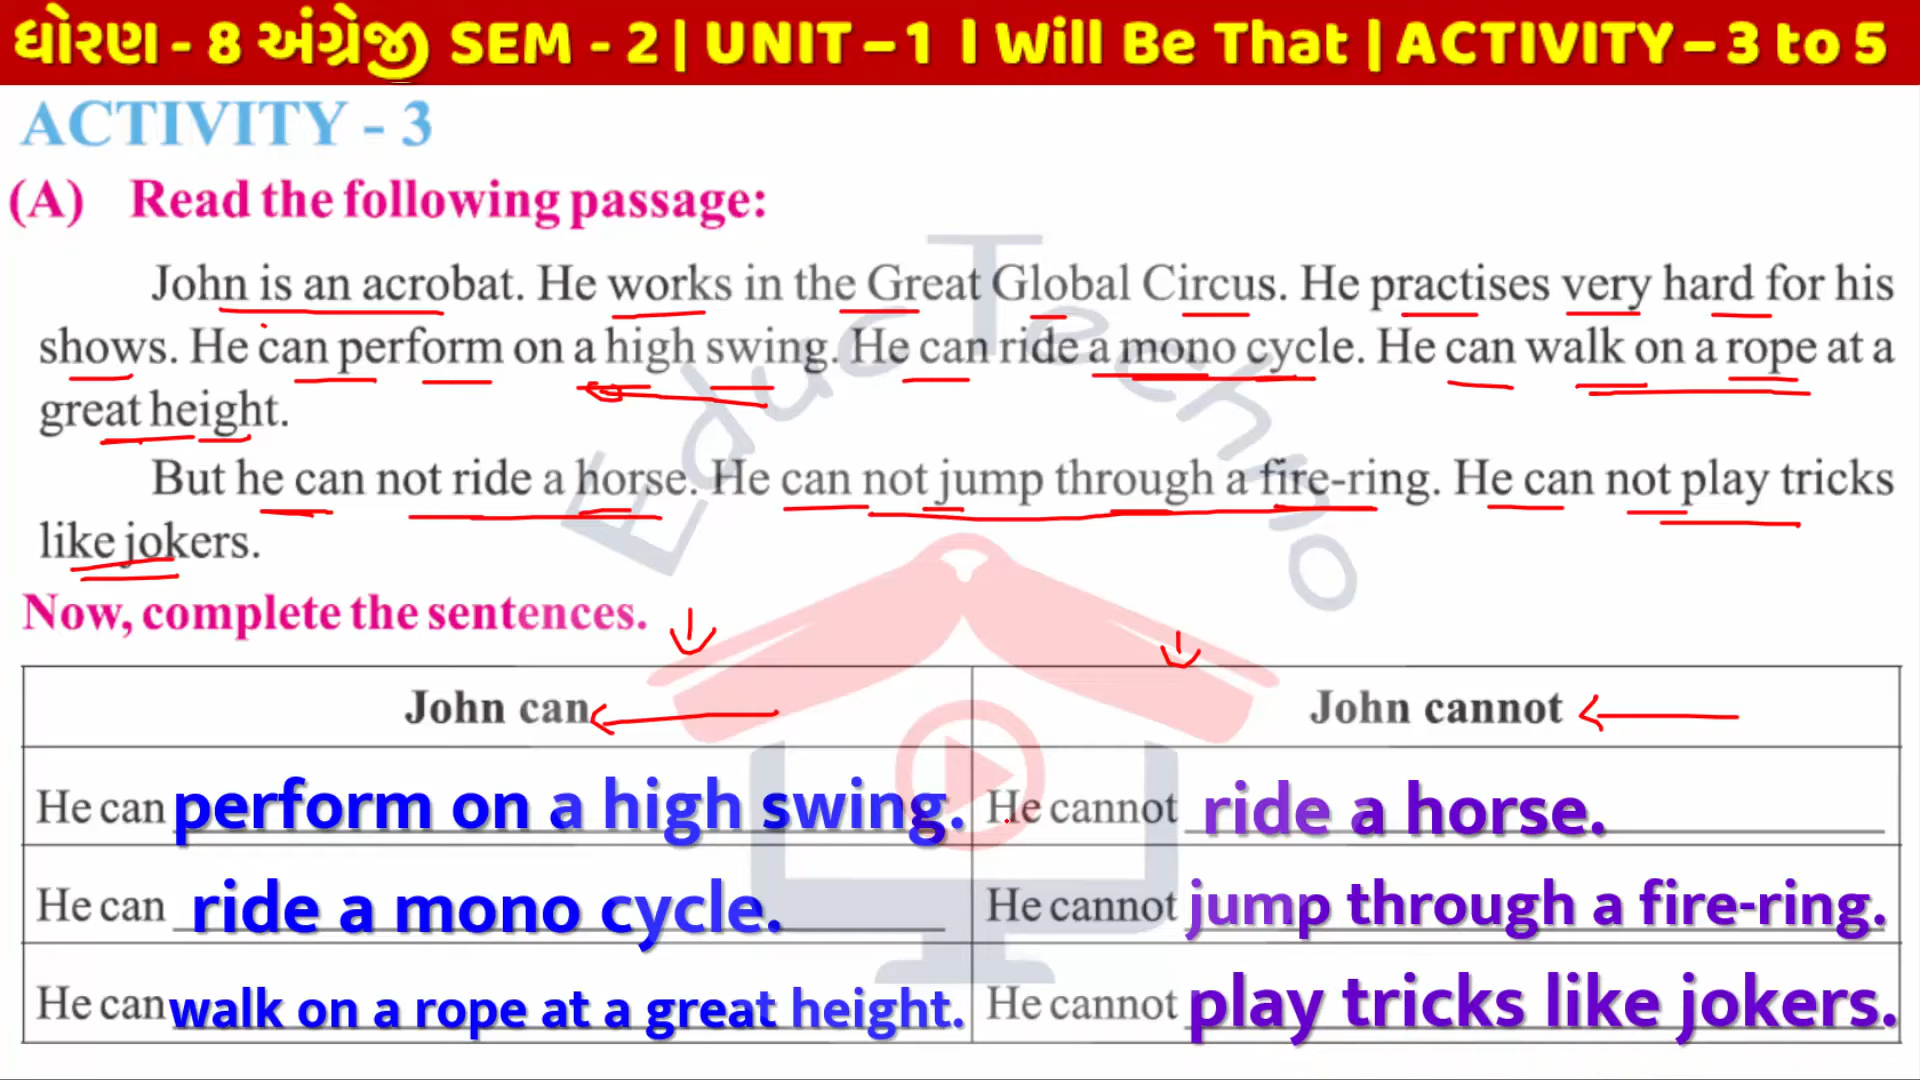 ધોરણ - 8 અંગ્રેજી SEM - 2 | UNIT – 1 I Will Be That | ACTIVITY – 3 to 5
ACTIVITY - 3
(A) Read the following passage:
John is an acrobat. He works in the Great Global Circus. He practises very hard for his
shows. He can perform on a high swing. He can ride a mono cycle. He can walk on a rope at a
great height.
But he can not ride a horse. He can not jump through a fire-ring. He can not play tricks
like jokers.
Now, complete the sentences.
John can John cannot
He can perform on a high swing. He cannot ride a horse.
He can ride a mono cycle. He cannot jump through a fire-ring.
He can walk on a rope at a great height. He cannot play tricks like jokers.
Educ Techno